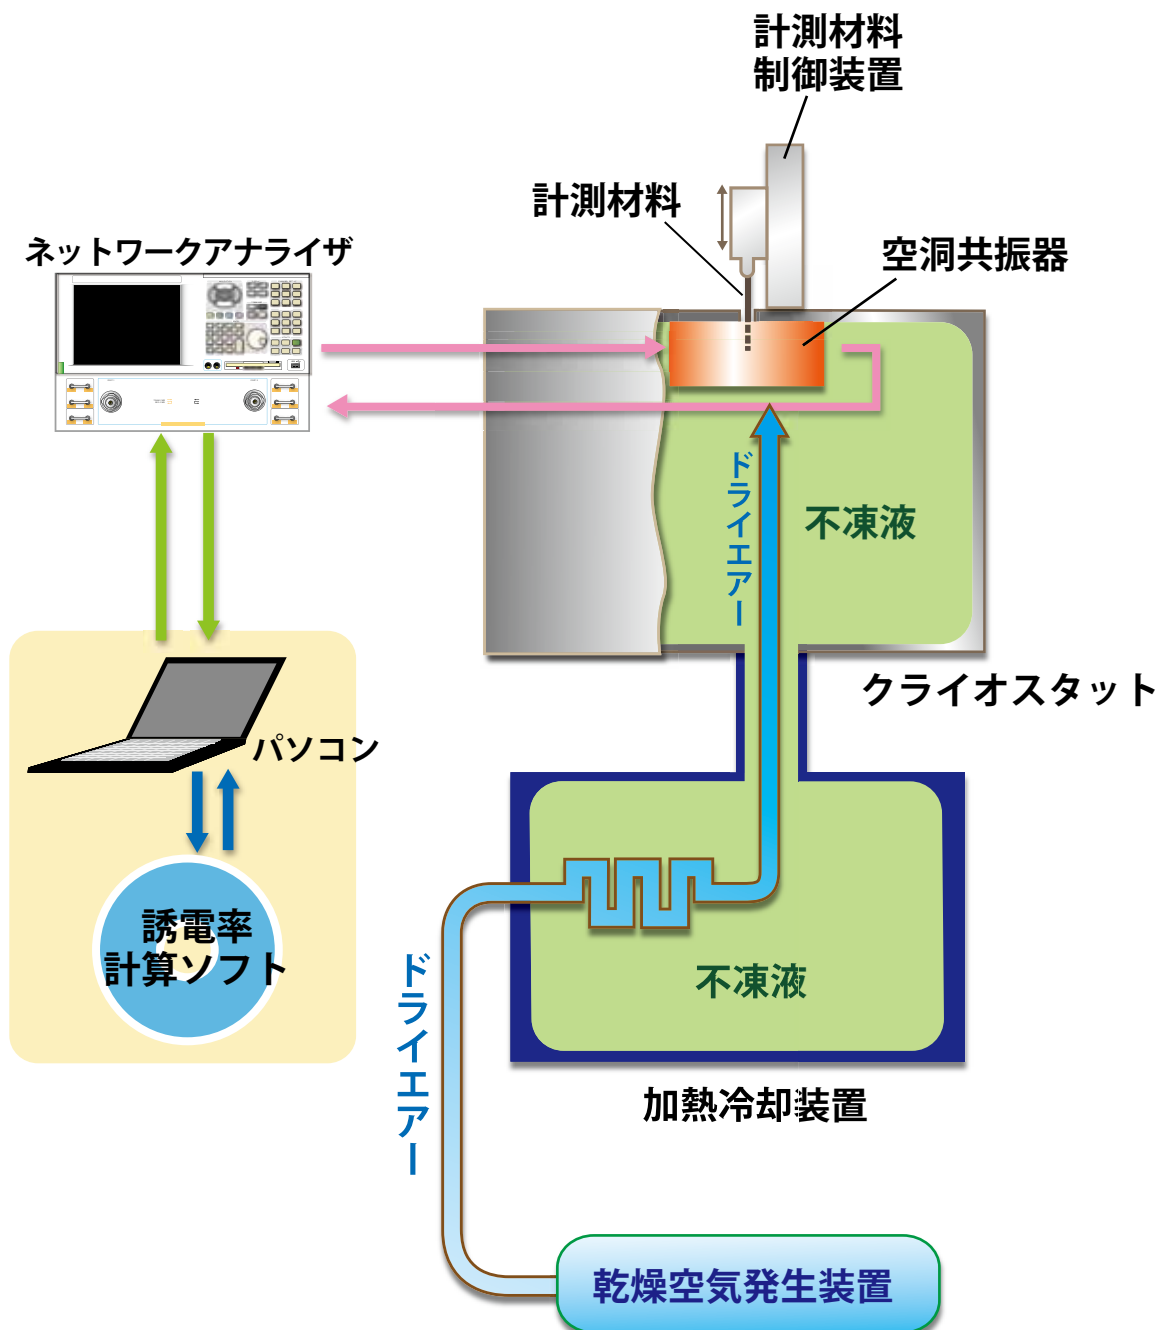 計測材料
制御装置
計測材料
ネットワークアナライザ
空洞共振器
ドライエアー
不凍液
クライオスタット
パソコン
誘電率
計算ソフト
ドライエアー
不凍液
加熱冷却装置
乾燥空気発生装置